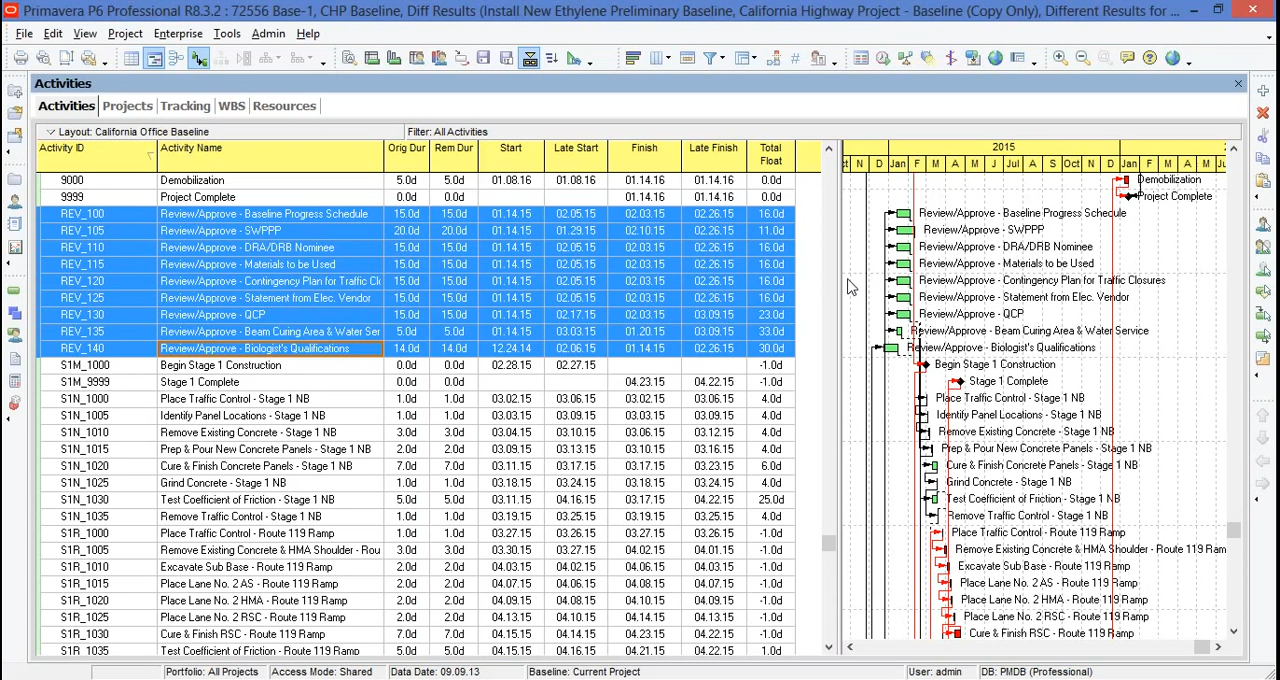 Primavera P6 Professional R8.3.2 : 72556 Base-1, CHP Baseline, Diff Results (Install New Ethylene Preliminary Baseline, California Highway Project - Baseline (Copy Only), Different Results for ...
File Edit View Project Enterprise Tools Admin Help
Activities
Activities Projects Tracking WBS Resources
Layout: California Office Baseline Filter: All Activities
Activity ID Activity Name Orig Dur Rem Dur Start Late Start Finish Late Finish Total Float 2015
N D Jan F M A M J Jul A S Oct N D Jan F M A M Ju
9000 Demobilization 5.0d 5.0d 01.08.16 01.08.16 01.14.16 01.14.16 0.0d Demobilization
9999 Project Complete 0.0d 0.0d 01.14.16 01.14.16 0.0d Project Complete
REV_100 Review/Approve - Baseline Progress Schedule 15.0d 15.0d 01.14.15 02.05.15 02.03.15 02.26.15 16.0d Review/Approve - Baseline Progress Schedule
REV_105 Review/Approve - SWPPP 20.0d 20.0d 01.14.15 01.29.15 02.10.15 02.26.15 11.0d Review/Approve - SWPPP
REV_110 Review/Approve - DRA/DRB Nominee 15.0d 15.0d 01.14.15 02.05.15 02.03.15 02.26.15 16.0d Review/Approve - DRA/DRB Nominee
REV_115 Review/Approve - Materials to be Used 15.0d 15.0d 01.14.15 02.05.15 02.03.15 02.26.15 16.0d Review/Approve - Materials to be Used
REV_120 Review/Approve - Contingency Plan for Traffic Cl 15.0d 15.0d 01.14.15 02.05.15 02.03.15 02.26.15 16.0d Review/Approve - Contingency Plan for Traffic Closures
REV_125 Review/Approve - Statement from Elec. Vendor 15.0d 15.0d 01.14.15 02.05.15 02.03.15 02.26.15 16.0d Review/Approve - Statement from Elec. Vendor
REV_130 Review/Approve - QCP 15.0d 15.0d 01.14.15 02.05.15 02.03.15 02.26.15 23.0d Review/Approve - QCP
REV_135 Review/Approve - Beam Curing Area & Water Ser 5.0d 5.0d 01.14.15 03.03.15 01.20.15 03.09.15 33.0d Review/Approve - Beam Curing Area & Water Service
REV_140 Review/Approve - Biologist's Qualifications 14.0d 14.0d 12.24.14 02.06.15 01.14.15 02.26.15 30.0d Review/Approve - Biologist's Qualifications
S1M_1000 Begin Stage 1 Construction 0.0d 0.0d 02.28.15 02.27.15 -1.0d Begin Stage 1 Construction
S1M_9999 Stage 1 Complete 0.0d 0.0d 04.23.15 04.22.15 -1.0d Stage 1 Complete
S1N_1000 Place Traffic Control - Stage 1 NB 1.0d 1.0d 03.02.15 03.06.15 03.02.15 03.06.15 4.0d Place Traffic Control - Stage 1 NB
S1N_1005 Identify Panel Locations - Stage 1 NB 1.0d 1.0d 03.03.15 03.09.15 03.03.15 03.09.15 4.0d Identify Panel Locations - Stage 1 NB
S1N_1010 Remove Existing Concrete - Stage 1 NB 3.0d 3.0d 03.04.15 03.10.15 03.06.15 03.12.15 4.0d Remove Existing Concrete - Stage 1 NB
S1N_1015 Prep & Pour New Concrete Panels - Stage 1 NB 2.0d 2.0d 03.09.15 03.13.15 03.10.15 03.16.15 4.0d Prep & Pour New Concrete Panels - Stage 1 NB
S1N_1020 Cure & Finish Concrete Panels - Stage 1 NB 7.0d 7.0d 03.11.15 03.17.15 03.17.15 03.23.15 6.0d Cure & Finish Concrete Panels - Stage 1 NB
S1N_1025 Grind Concrete - Stage 1 NB 1.0d 1.0d 03.18.15 03.24.15 03.18.15 03.24.15 4.0d Grind Concrete - Stage 1 NB
S1N_1030 Test Coefficient of Friction - Stage 1 NB 5.0d 5.0d 03.11.15 04.16.15 03.17.15 04.22.15 25.0d Test Coefficient of Friction - Stage 1 NB
S1N_1035 Remove Traffic Control - Stage 1 NB 1.0d 1.0d 03.19.15 03.25.15 03.19.15 03.25.15 4.0d Remove Traffic Control - Stage 1 NB
S1R_1000 Place Traffic Control - Route 119 Ramp 1.0d 1.0d 03.27.15 03.26.15 03.27.15 03.26.15 -1.0d Place Traffic Control - Route 119 Ramp
S1R_1005 Remove Existing Concrete & HMA Shoulder - Rou 3.0d 3.0d 03.30.15 03.27.15 04.02.15 04.01.15 -1.0d Remove Existing Concrete & HMA Shoulder - Route 119 Ram
S1R_1010 Excavate Sub Base - Route 119 Ramp 2.0d 2.0d 04.03.15 04.02.15 04.06.15 04.03.15 -1.0d Excavate Sub Base - Route 119 Ramp
S1R_1015 Place Lane No. 2 AS - Route 119 Ramp 2.0d 2.0d 04.07.15 04.06.15 04.08.15 04.07.15 -1.0d Place Lane No. 2 AS - Route 119 Ramp
S1R_1020 Place Lane No. 2 HMA - Route 119 Ramp 2.0d 2.0d 04.09.15 04.08.15 04.10.15 04.09.15 -1.0d Place Lane No. 2 HMA - Route 119 Ramp
S1R_1025 Place Lane No. 2 RSC - Route 119 Ramp 2.0d 2.0d 04.13.15 04.10.15 04.14.15 04.13.15 -1.0d Place Lane No. 2 RSC - Route 119 Ramp
S1R_1030 Cure & Finish RSC - Route 119 Ramp 7.0d 7.0d 04.15.15 04.14.15 04.21.15 04.20.15 -1.0d Cure & Finish RSC - Route 119 Ramp
S1R_1035 Test Coefficient of Friction - Route 119 Ramp 5.0d 5.0d 04.15.15 04.14.15 04.21.15 04.20.15 -1.0d
Portfolio: All Projects Access Mode: Shared Data Date: 09.09.13 Baseline: Current Project User: admin DB: PMDB (Professional)